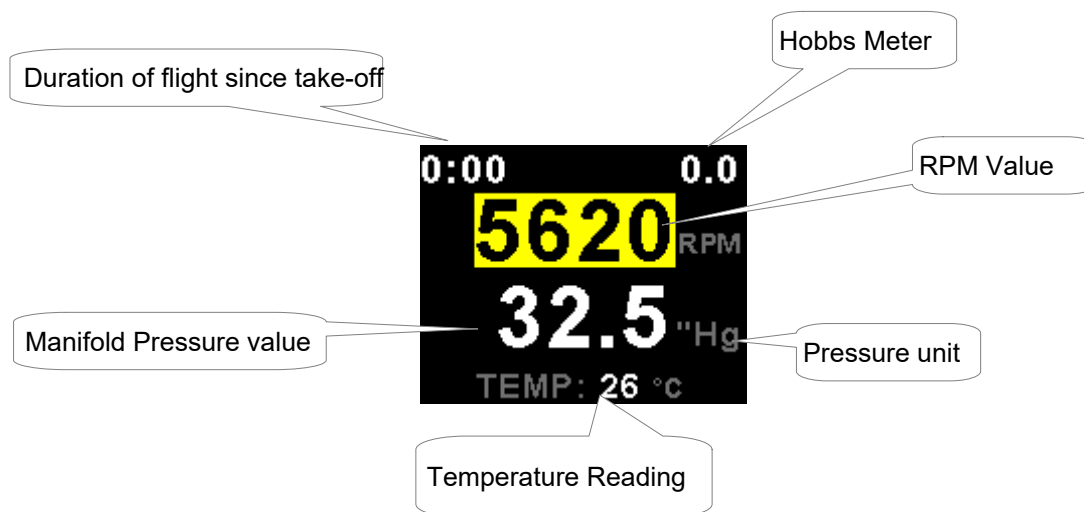 Hobbs Meter
Duration of flight since take-off
0:00 0.0
RPM Value
5620 RPM
32.5 "Hg
Manifold Pressure value
Pressure unit
TEMP: 26 °C
Temperature Reading